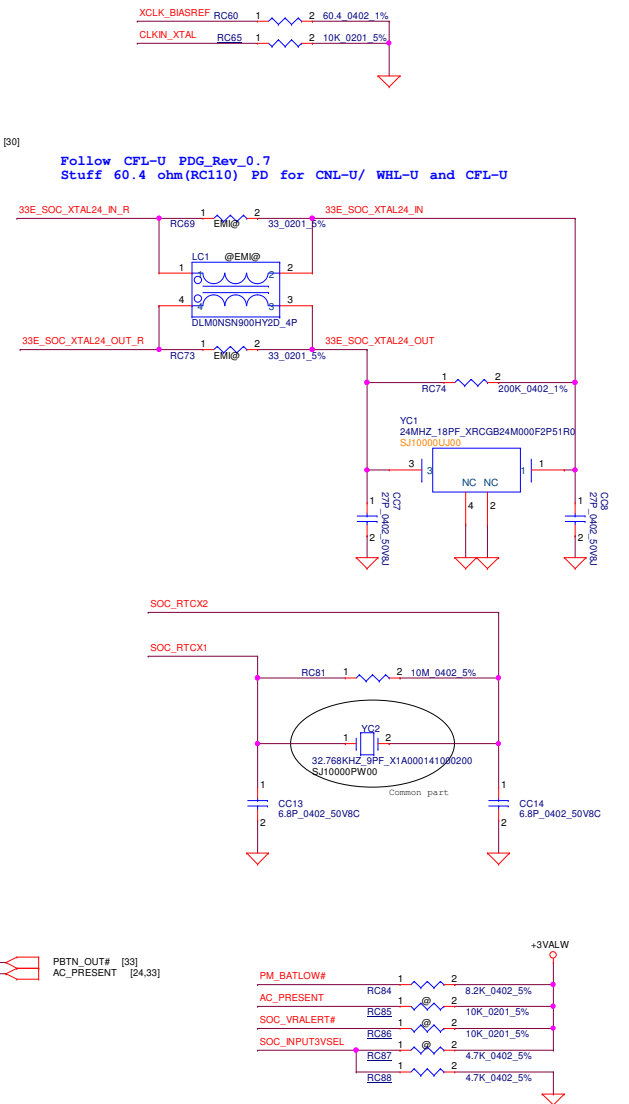 XCLK_BIASREF RC60 1 2 60.4_0402_1%
CLKIN_XTAL RC65 1 2 10K_0201_5%
[30]
Follow CFL-U PDG_Rev_0.7
Stuff 60.4 ohm(RC110) PD for CNL-U/ WHL-U and CFL-U
33E_SOC_XTAL24_IN_R 1 2 33E_SOC_XTAL24_IN
RC69 EMI@ 33_0201_5%
LC1 @EMI@
1 1 2 2
4 4 3 3
DLM0NSN900HY2D_4P
33E_SOC_XTAL24_OUT_R 1 2 33E_SOC_XTAL24_OUT
RC73 EMI@ 33_0201_5%
1 2
RC74 200K_0402_1%
YC1
24MHZ_18PF_XRCGB24M000F2P51R0
SJ10000UJ00
3 3 1 1
NC NC
4 2
1 2 CC7
27P_0402_50V8J
1 2 CC8
27P_0402_50V8J
SOC_RTCX2
SOC_RTCX1
RC81 1 2 10M_0402_5%
YC2
1 2
32.768KHZ_9PF_X1A000141000200
SJ10000PW00
Common part
1 1
CC13 CC14
6.8P_0402_50V8C 6.8P_0402_50V8C
2 2
+3VALW
PBTN_OUT# [33]
AC_PRESENT [24,33]
PM_BATLOW# 1 2
RC84 8.2K_0402_5%
AC_PRESENT 1 @ 2
RC85 10K_0201_5%
SOC_VRALERT# 1 @ 2
RC86 10K_0201_5%
SOC_INPUT3VSEL 1 @ 2
RC87 4.7K_0402_5%
1 2
RC88 4.7K_0402_5%